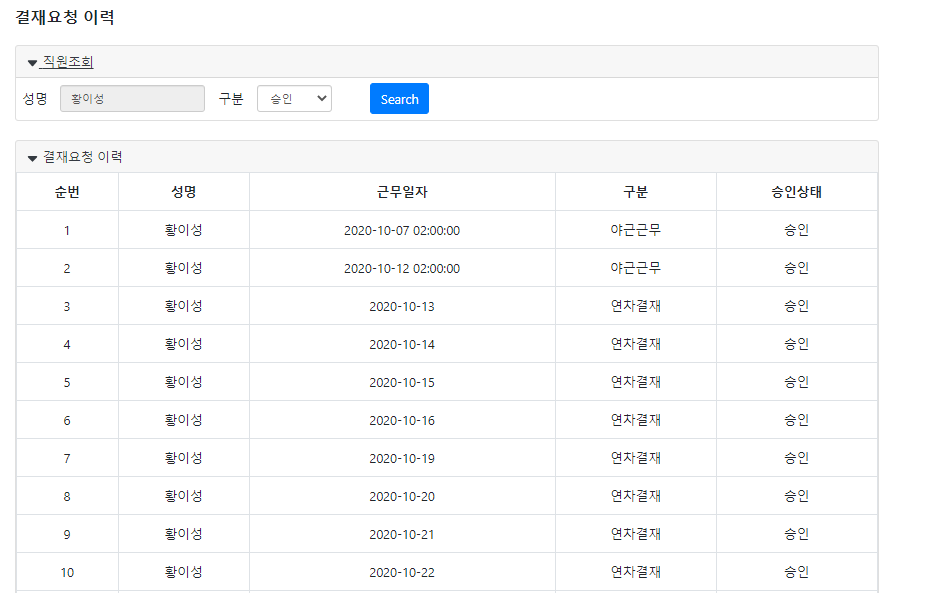 결재요청 이력
직원조회
성명 황이성 구분 승인 Search
결재요청 이력
순번 성명 근무일자 구분 승인상태
1 황이성 2020-10-07 02:00:00 야근근무 승인
2 황이성 2020-10-12 02:00:00 야근근무 승인
3 황이성 2020-10-13 연차결재 승인
4 황이성 2020-10-14 연차결재 승인
5 황이성 2020-10-15 연차결재 승인
6 황이성 2020-10-16 연차결재 승인
7 황이성 2020-10-19 연차결재 승인
8 황이성 2020-10-20 연차결재 승인
9 황이성 2020-10-21 연차결재 승인
10 황이성 2020-10-22 연차결재 승인